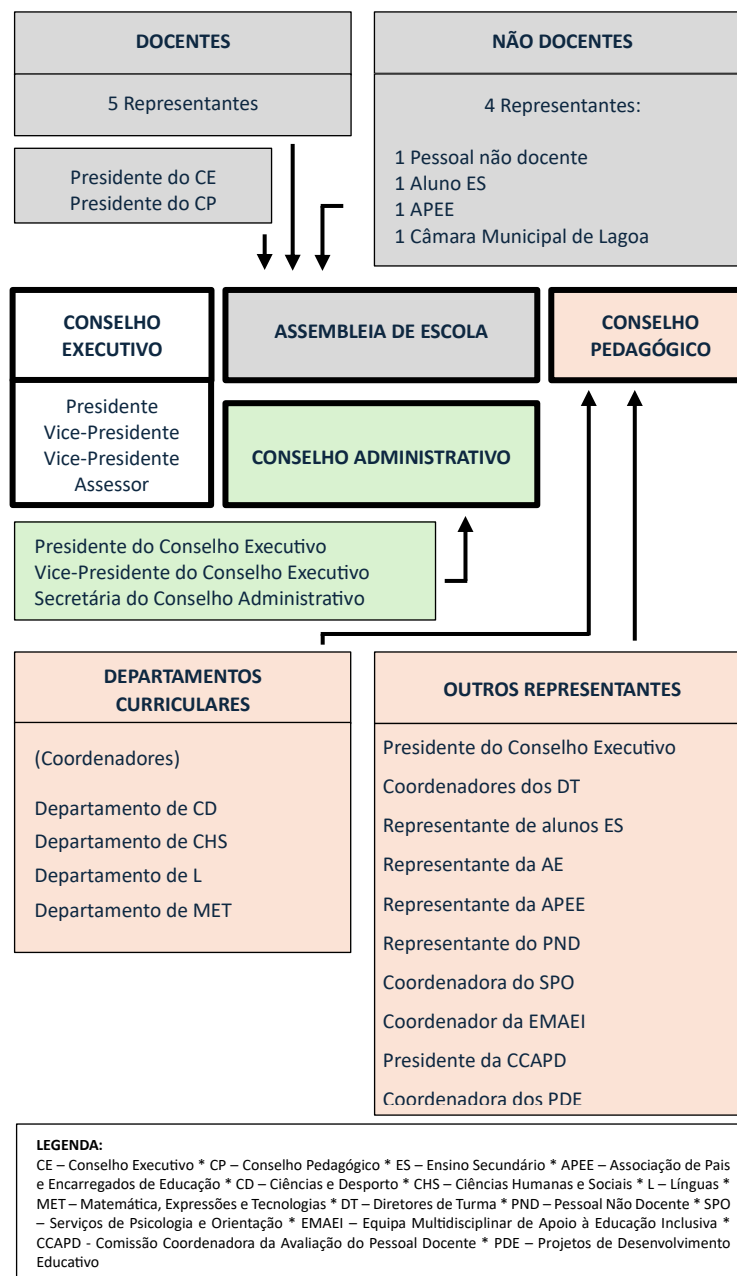 DOCENTES
5 Representantes
NÃO DOCENTES
4 Representantes:
1 Pessoal não docente
1 Aluno ES
1 APEE
1 Câmara Municipal de Lagoa
Presidente do CE
Presidente do CP
CONSELHO
EXECUTIVO
Presidente
Vice-Presidente
Vice-Presidente
Assessor
ASSEMBLEIA DE ESCOLA
CONSELHO
PEDAGÓGICO
CONSELHO ADMINISTRATIVO
Presidente do Conselho Executivo
Vice-Presidente do Conselho Executivo
Secretária do Conselho Administrativo
DEPARTAMENTOS
CURRICULARES
(Coordenadores)
Departamento de CD
Departamento de CHS
Departamento de L
Departamento de MET
OUTROS REPRESENTANTES
Presidente do Conselho Executivo
Coordenadores dos DT
Representante de alunos ES
Representante da AE
Representante da APEE
Representante do PND
Coordenadora do SPO
Coordenador da EMAEI
Presidente da CCAPD
Coordenadora dos PDE
LEGENDA:
CE – Conselho Executivo * CP – Conselho Pedagógico * ES – Ensino Secundário * APEE – Associação de Pais
e Encarregados de Educação * CD – Ciências e Desporto * CHS – Ciências Humanas e Sociais * L – Línguas *
MET – Matemática, Expressões e Tecnologias * DT – Diretores de Turma * PND – Pessoal Não Docente * SPO
– Serviços de Psicologia e Orientação * EMAEI – Equipa Multidisciplinar de Apoio à Educação Inclusiva *
CCAPD - Comissão Coordenadora da Avaliação do Pessoal Docente * PDE – Projetos de Desenvolvimento
Educativo